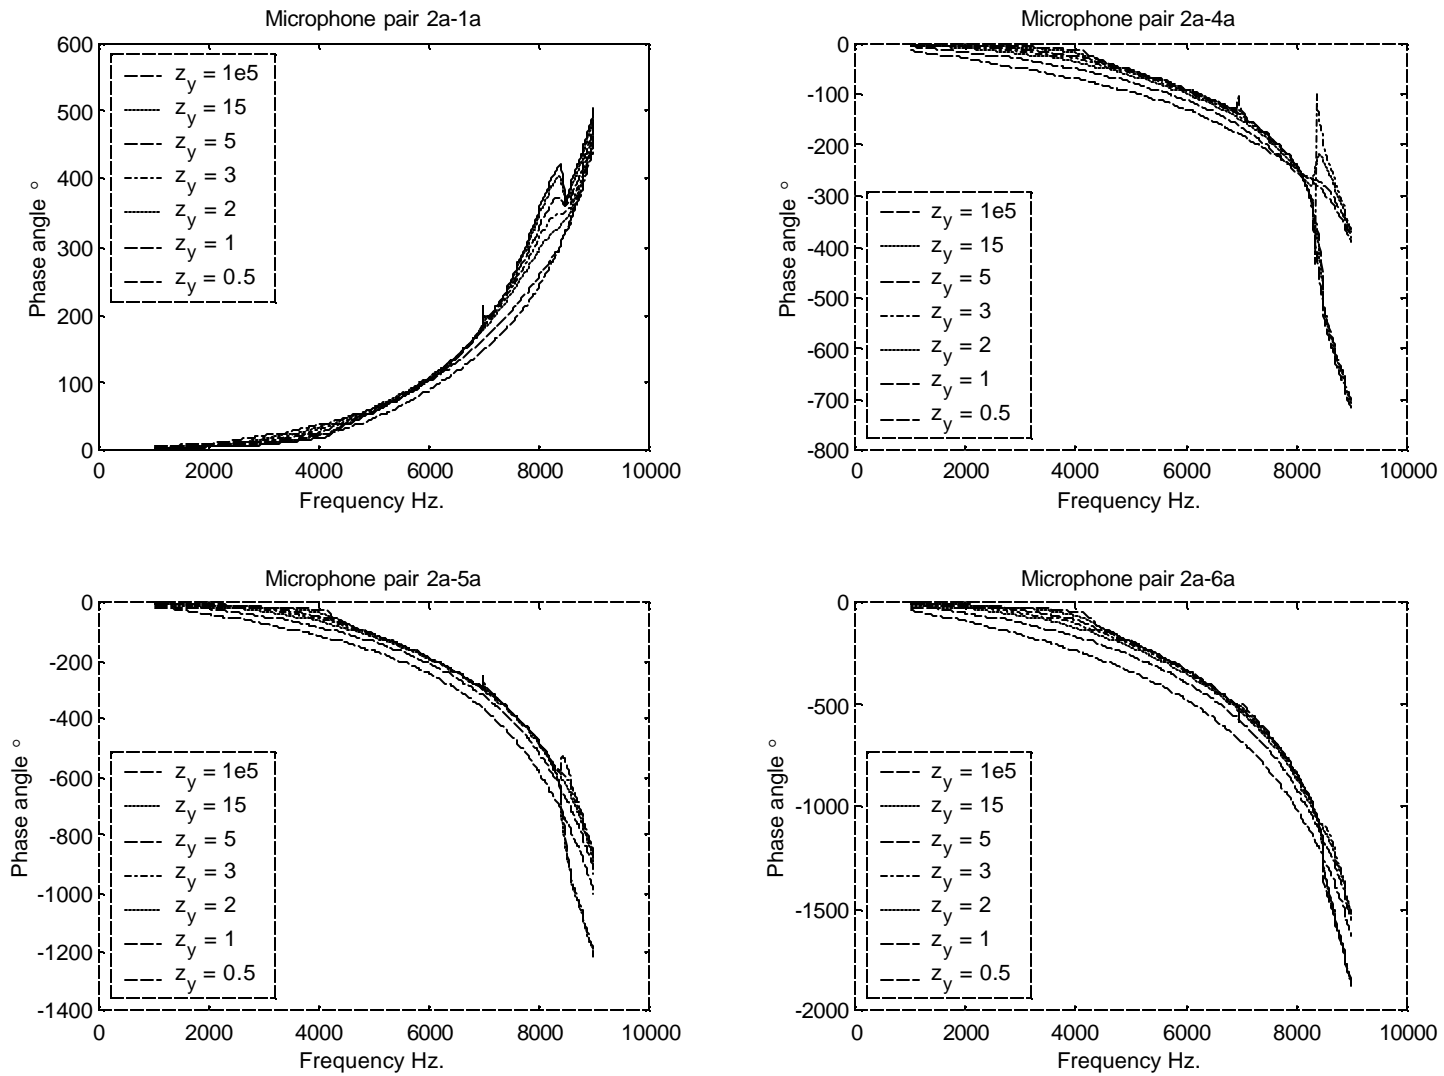 Microphone pair 2a-1a
600
500
400
300
200
100
0
Phase angle °
z_y = 1e5
z_y = 15
z_y = 5
z_y = 3
z_y = 2
z_y = 1
z_y = 0.5
0 2000 4000 6000 8000 10000
Frequency Hz.
Microphone pair 2a-4a
0
-100
-200
-300
-400
-500
-600
-700
-800
Phase angle °
z_y = 1e5
z_y = 15
z_y = 5
z_y = 3
z_y = 2
z_y = 1
z_y = 0.5
0 2000 4000 6000 8000 10000
Frequency Hz.
Microphone pair 2a-5a
0
-200
-400
-600
-800
-1000
-1200
-1400
Phase angle °
z_y = 1e5
z_y = 15
z_y = 5
z_y = 3
z_y = 2
z_y = 1
z_y = 0.5
0 2000 4000 6000 8000 10000
Frequency Hz.
Microphone pair 2a-6a
0
-500
-1000
-1500
-2000
Phase angle °
z_y = 1e5
z_y = 15
z_y = 5
z_y = 3
z_y = 2
z_y = 1
z_y = 0.5
0 2000 4000 6000 8000 10000
Frequency Hz.